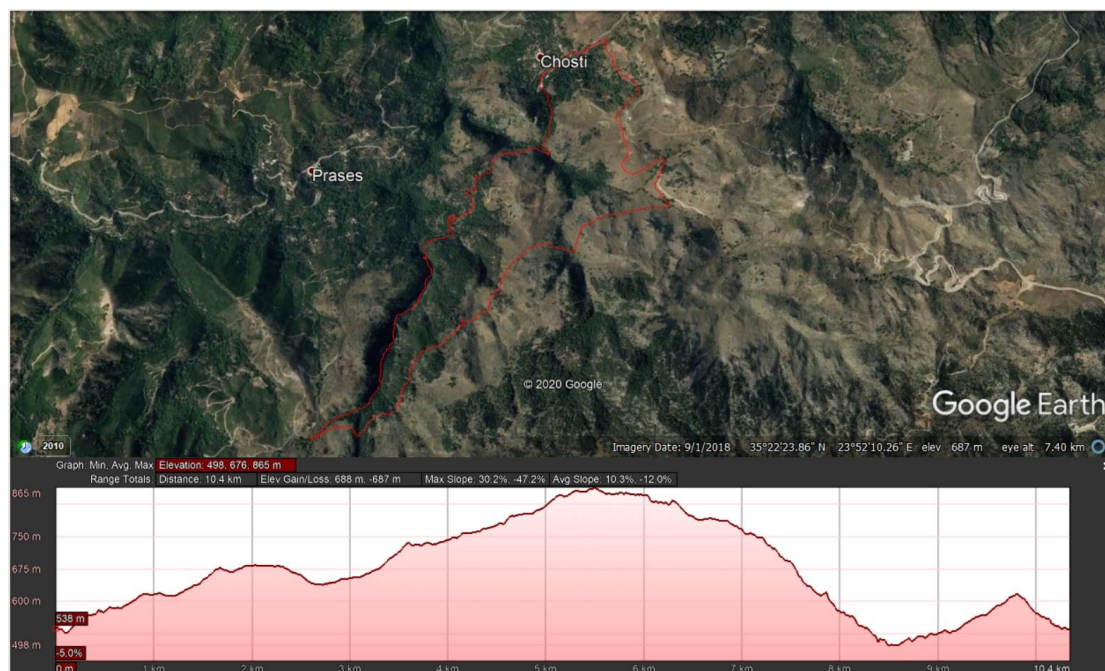 Chosti
Prases
© 2020 Google
Google Earth
2010
Imagery Date: 9/1/2018 35°22'23.86" N 23°52'10.26" E elev 687 m eye alt 7.40 km
Graph: Min, Avg, Max Elevation: 498, 676, 865 m
Range Totals: Distance: 10.4 km Elev Gain/Loss: 688 m, -687 m Max Slope: 30.2%, -47.2% Avg Slope: 10.3%, -12.0%
865 m
750 m
675 m
600 m
538 m
498 m
-5.0%
0 m 1 km 2 km 3 km 4 km 5 km 6 km 7 km 8 km 9 km 10.4 km